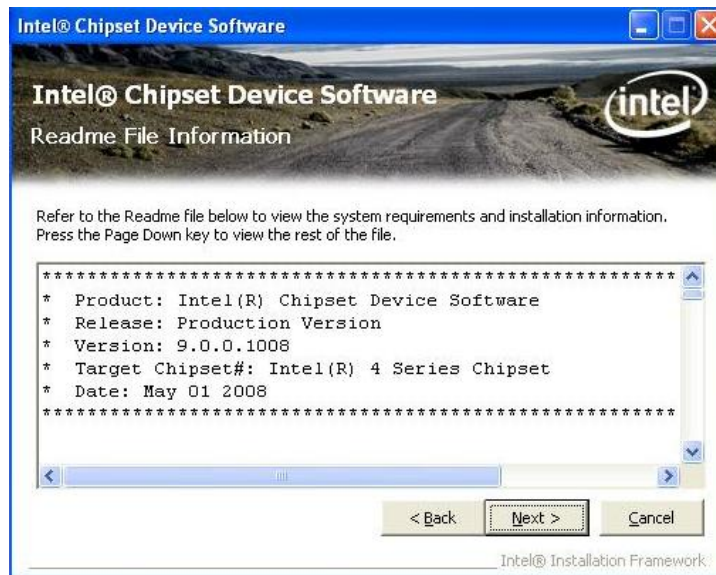 Intel® Chipset Device Software
Intel® Chipset Device Software
intel
Readme File Information
Refer to the Readme file below to view the system requirements and installation information.
Press the Page Down key to view the rest of the file.
*********************************************************
*  Product: Intel(R) Chipset Device Software
*  Release: Production Version
*  Version: 9.0.0.1008
*  Target Chipset#: Intel(R) 4 Series Chipset
*  Date: May 01 2008
*********************************************************
< Back Next > Cancel
Intel® Installation Framework